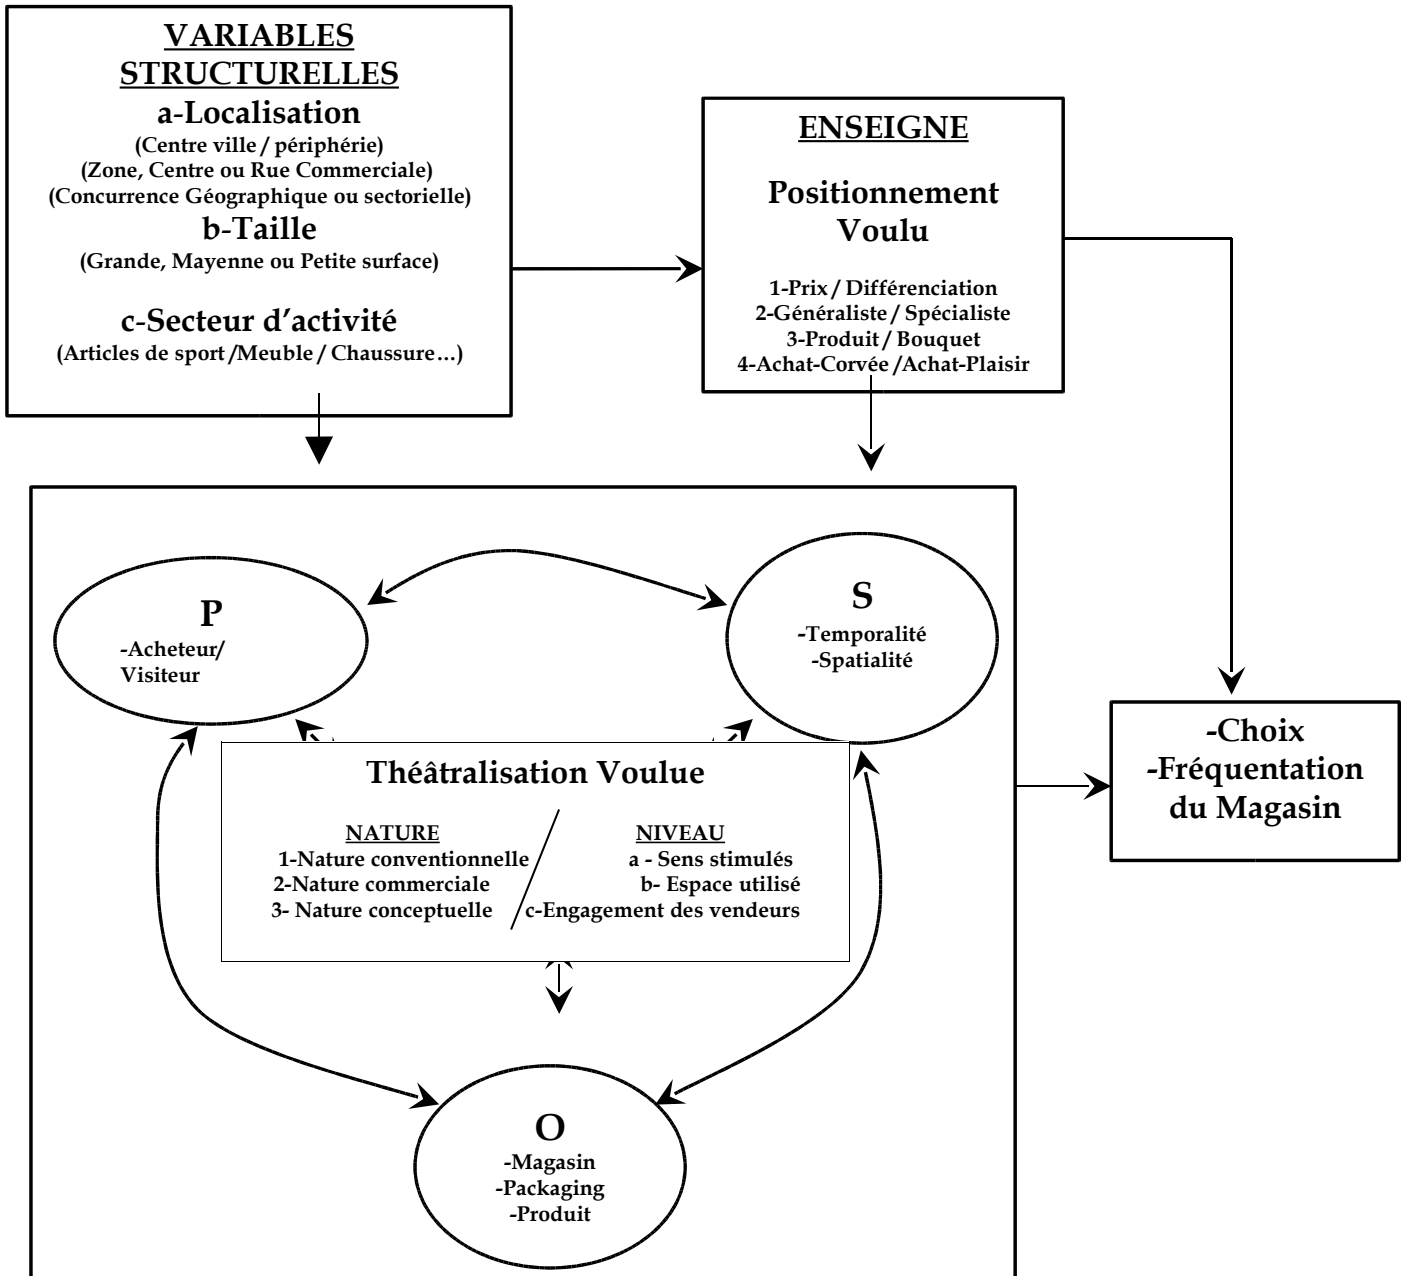 VARIABLES
STRUCTURELLES
a-Localisation
(Centre ville / périphérie)
(Zone, Centre ou Rue Commerciale)
(Concurrence Géographique ou sectorielle)
b-Taille
(Grande, Mayenne ou Petite surface)
c-Secteur d’activité
(Articles de sport /Meuble / Chaussure…)
ENSEIGNE
Positionnement
Voulu
1-Prix / Différenciation
2-Généraliste / Spécialiste
3-Produit / Bouquet
4-Achat-Corvée /Achat-Plaisir
P
-Acheteur/
Visiteur
S
-Temporalité
-Spatialité
Théâtralisation Voulue
NATURE
1-Nature conventionnelle
2-Nature commerciale
3- Nature conceptuelle
NIVEAU
a - Sens stimulés
b- Espace utilisé
c-Engagement des vendeurs
O
-Magasin
-Packaging
-Produit
-Choix
-Fréquentation
du Magasin